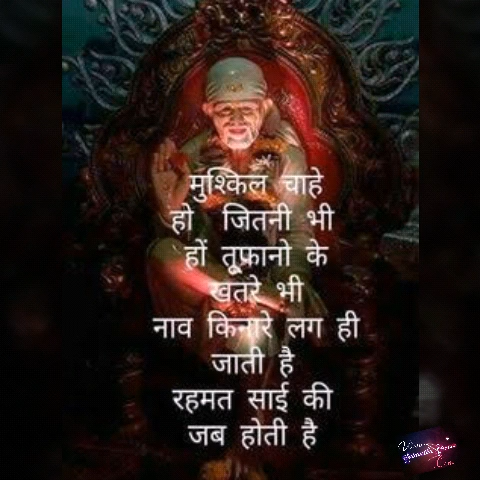 मुश्किल चाहे
हो जितनी भी
हों तूफानो के
खतरे भी
नाव किनारे लग ही
जाती है
रहमत साई की
जब होती है